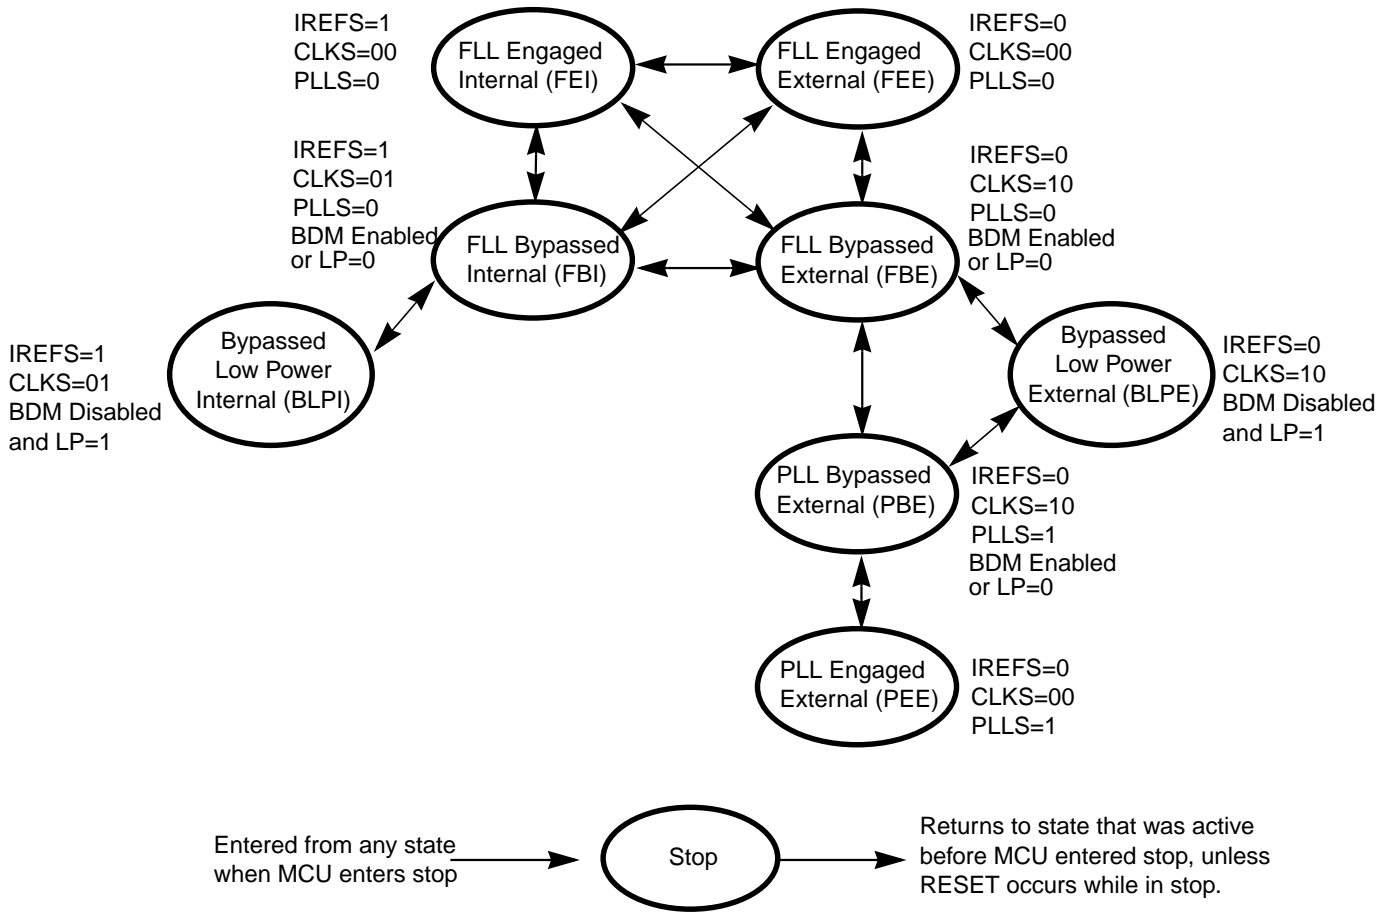 IREFS=1
CLKS=00
PLLS=0
FLL Engaged
Internal (FEI)
FLL Engaged
External (FEE)
IREFS=0
CLKS=00
PLLS=0
IREFS=1
CLKS=01
PLLS=0
BDM Enabled
or LP=0
FLL Bypassed
Internal (FBI)
FLL Bypassed
External (FBE)
IREFS=0
CLKS=10
PLLS=0
BDM Enabled
or LP=0
IREFS=1
CLKS=01
BDM Disabled
and LP=1
Bypassed
Low Power
Internal (BLPI)
Bypassed
Low Power
External (BLPE)
IREFS=0
CLKS=10
BDM Disabled
and LP=1
PLL Bypassed
External (PBE)
IREFS=0
CLKS=10
PLLS=1
BDM Enabled
or LP=0
PLL Engaged
External (PEE)
IREFS=0
CLKS=00
PLLS=1
Entered from any state
when MCU enters stop
Stop
Returns to state that was active
before MCU entered stop, unless
RESET occurs while in stop.